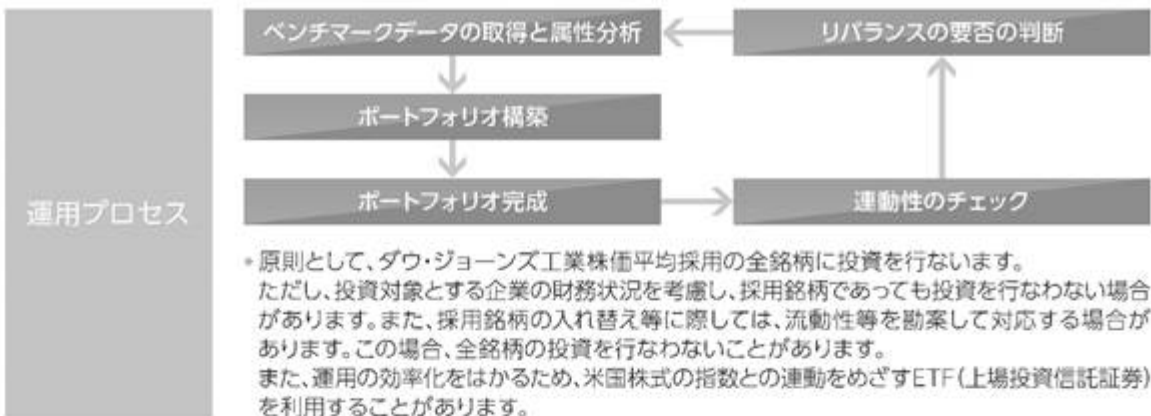 運用プロセス
ベンチマークデータの取得と属性分析
ポートフォリオ構築
ポートフォリオ完成
連動性のチェック
リバランスの要否の判断
*原則として、ダウ・ジョーンズ工業株価平均採用の全銘柄に投資を行ないます。
ただし、投資対象とする企業の財務状況を考慮し、採用銘柄であっても投資を行なわない場合
があります。また、採用銘柄の入れ替え等に際しては、流動性等を勘案して対応する場合が
あります。この場合、全銘柄の投資を行なわないことがあります。
また、運用の効率化をはかるため、米国株式の指数との連動をめざすETF(上場投資信託証券)
を利用することがあります。